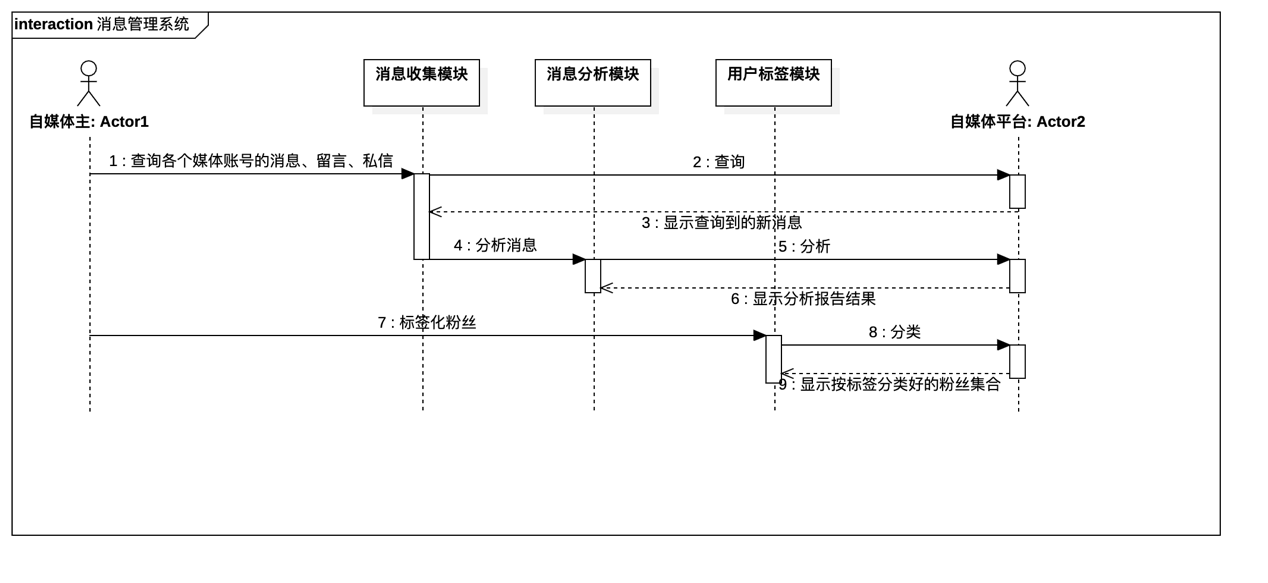 interaction 消息管理系统
消息收集模块
消息分析模块
用户标签模块
自媒体主: Actor1
自媒体平台: Actor2
1 : 查询各个媒体账号的消息、留言、私信
2 : 查询
3 : 显示查询到的新消息
4 : 分析消息
5 : 分析
6 : 显示分析报告结果
7 : 标签化粉丝
8 : 分类
9 : 显示按标签分类好的粉丝集合